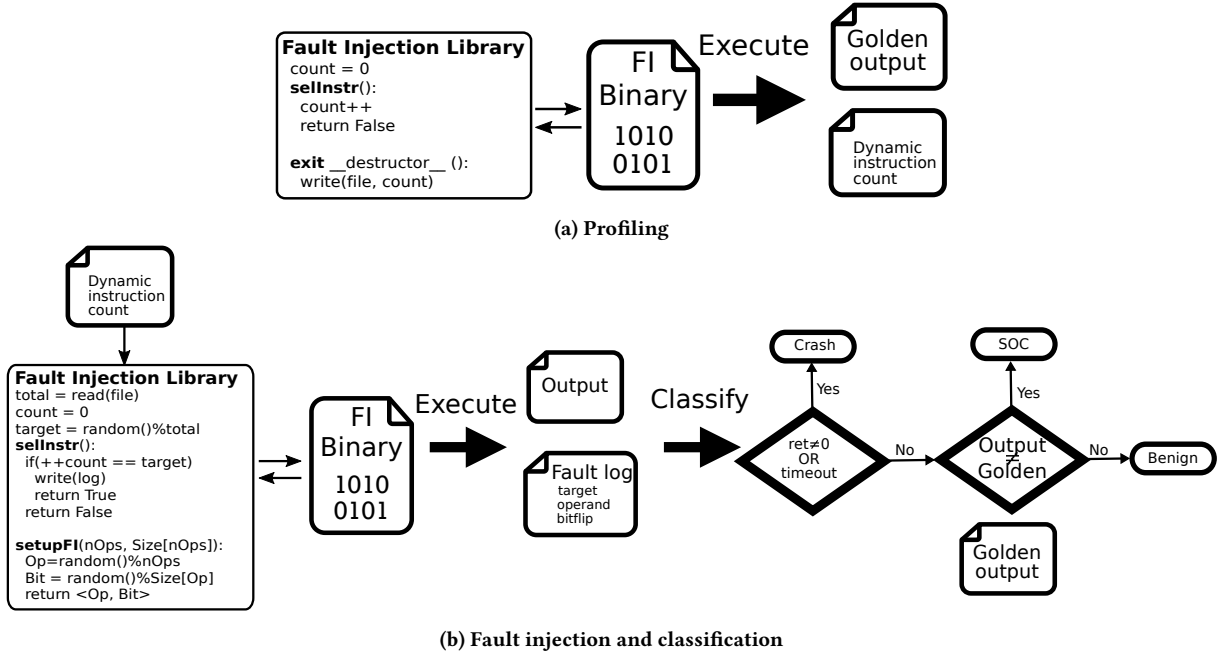 Fault Injection Library
count = 0
selInstr():
count++
return False
exit __destructor__ ():
write(file, count)
FI
Binary
1010
0101
Execute
Golden
output
Dynamic
instruction
count
(a) Profiling
Dynamic
instruction
count
Fault Injection Library
total = read(file)
count = 0
target = random()%total
selInstr():
if(++count == target)
write(log)
return True
return False
setupFI(nOps, Size[nOps]):
Op=random()%nOps
Bit = random()%Size[Op]
return <Op, Bit>
FI
Binary
1010
0101
Execute
Output
Fault log
target
operand
bitflip
Classify
Crash
Yes
ret≠0
OR
timeout
No
SOC
Yes
Output
≠
Golden
No
Benign
Golden
output
(b) Fault injection and classification